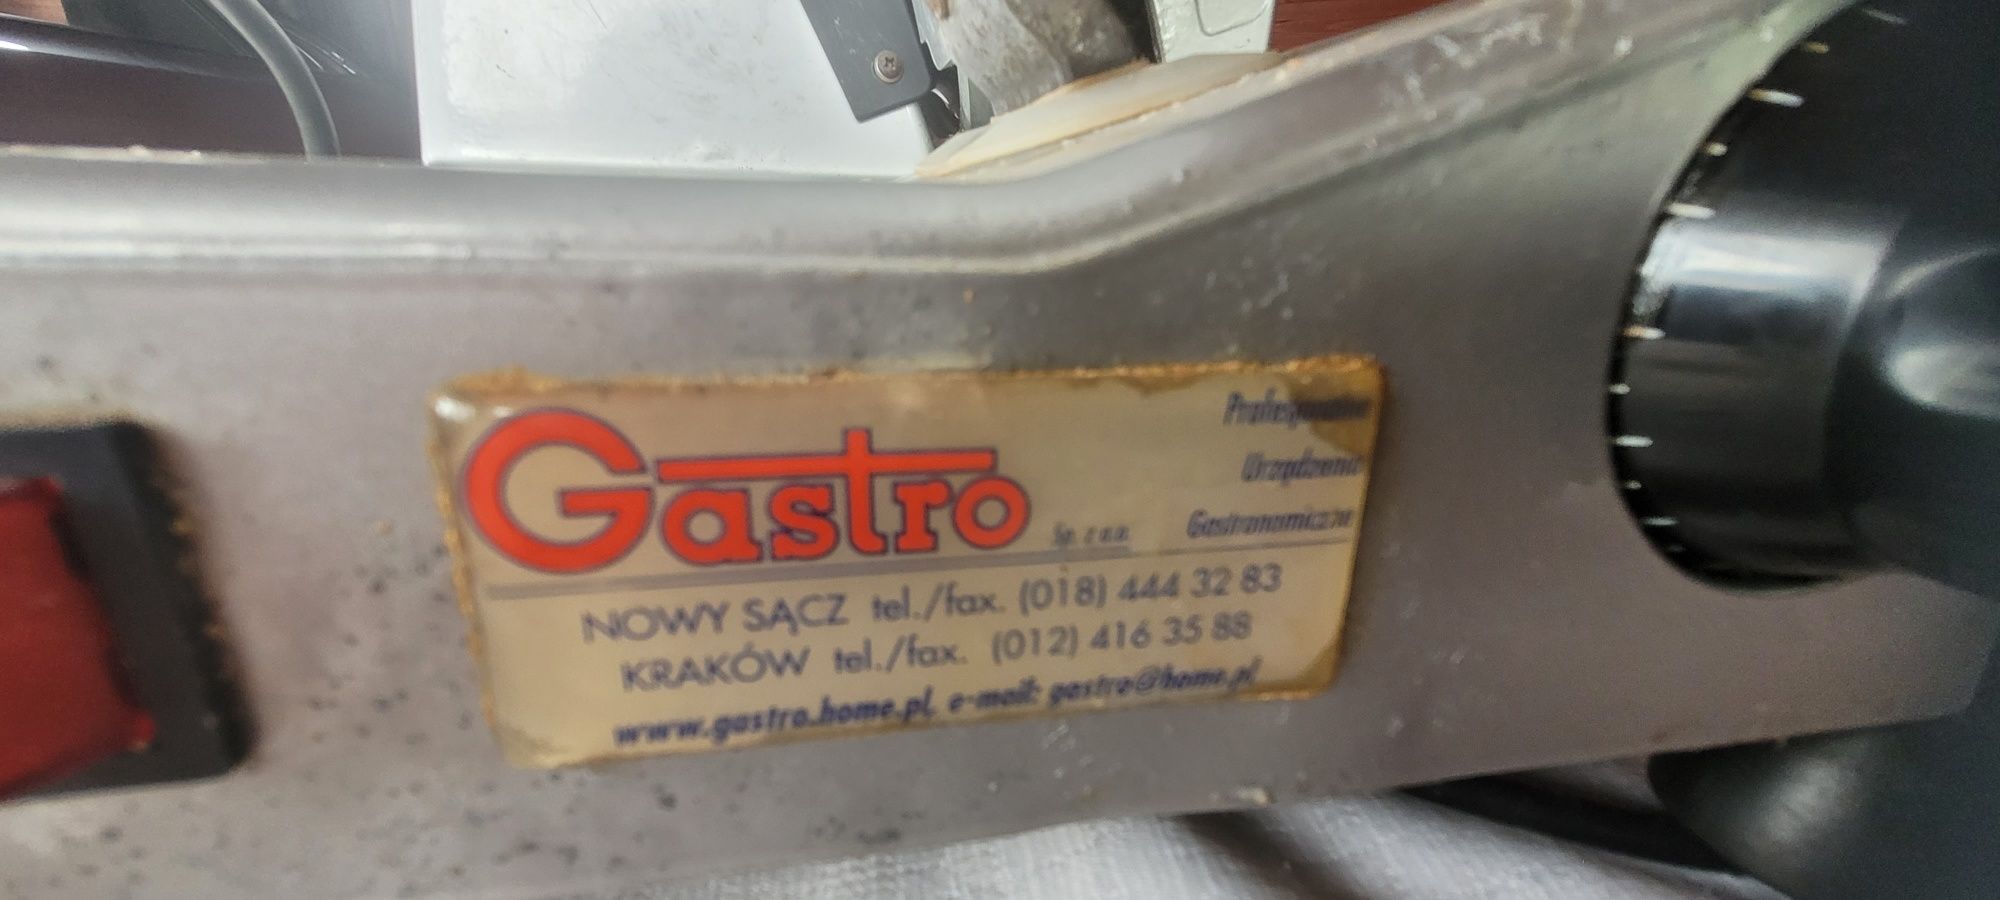 Gastro Sp. z o.o.
Profesjonalne
Urządzenia
Gastronomiczne
NOWY SĄCZ tel./fax. (018) 444 32 83
KRAKÓW tel./fax. (012) 416 35 88
www.gastro.home.pl, e-mail: gastro@home.pl